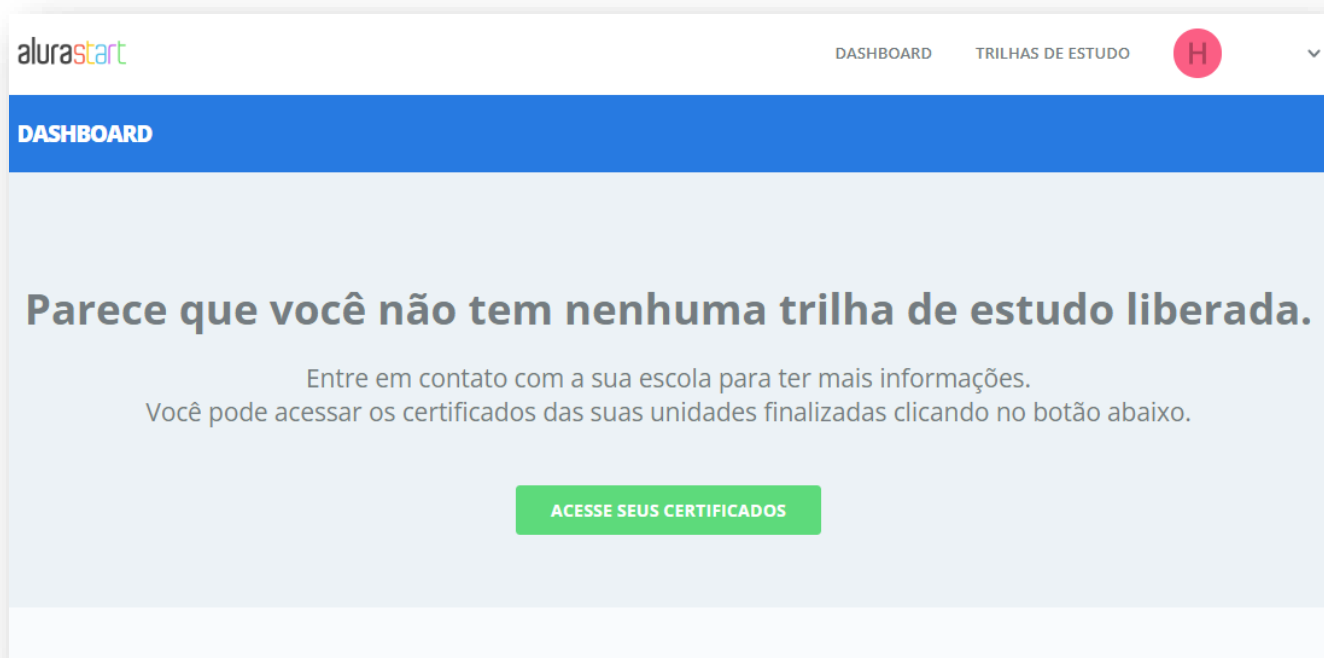 alurastart
DASHBOARD
TRILHAS DE ESTUDO
H
DASHBOARD
Parece que você não tem nenhuma trilha de estudo liberada.
Entre em contato com a sua escola para ter mais informações.
Você pode acessar os certificados das suas unidades finalizadas clicando no botão abaixo.
ACESSE SEUS CERTIFICADOS